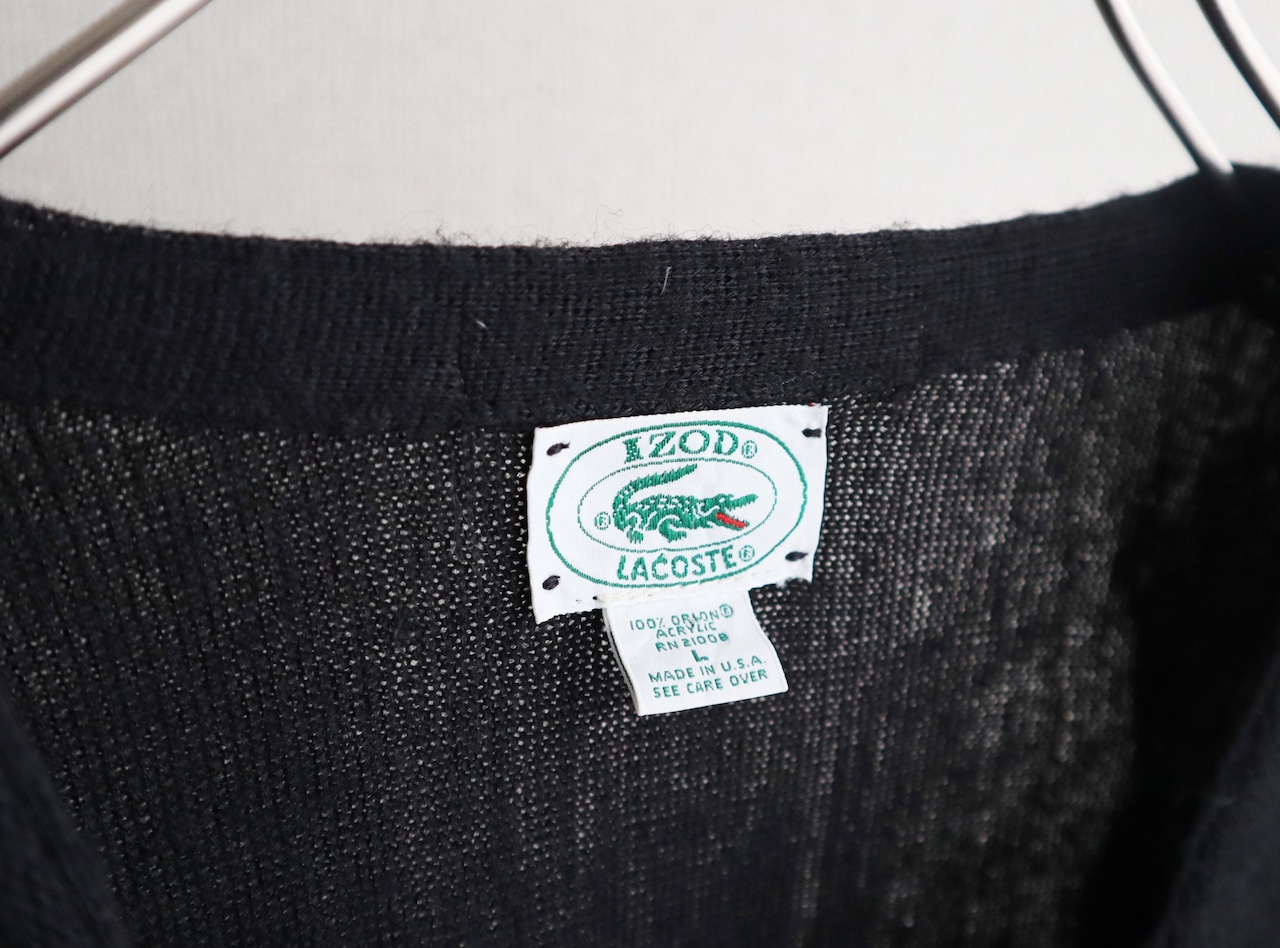 IZOD®
®
LACOSTE®
100% ORLON®
ACRYLIC
RN 21008
L
MADE IN U.S.A.
SEE CARE OVER